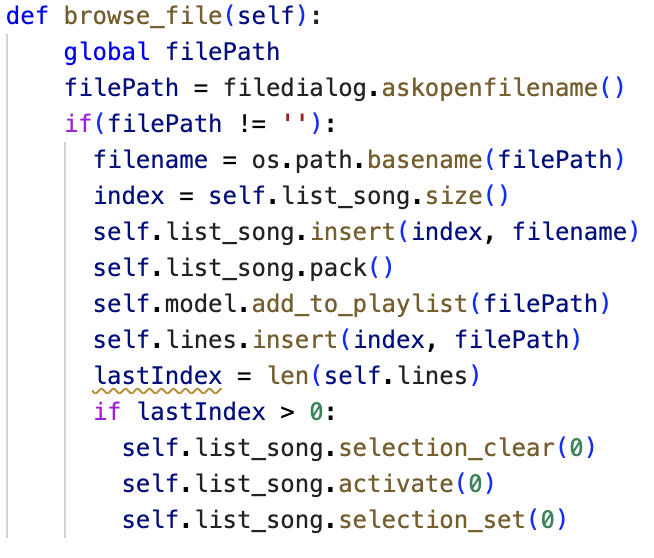 def browse_file(self):
    global filePath
    filePath = filedialog.askopenfilename()
    if(filePath != ''):
      filename = os.path.basename(filePath)
      index = self.list_song.size()
      self.list_song.insert(index, filename)
      self.list_song.pack()
      self.model.add_to_playlist(filePath)
      self.lines.insert(index, filePath)
      lastIndex = len(self.lines)
      if lastIndex > 0:
        self.list_song.selection_clear(0)
        self.list_song.activate(0)
        self.list_song.selection_set(0)